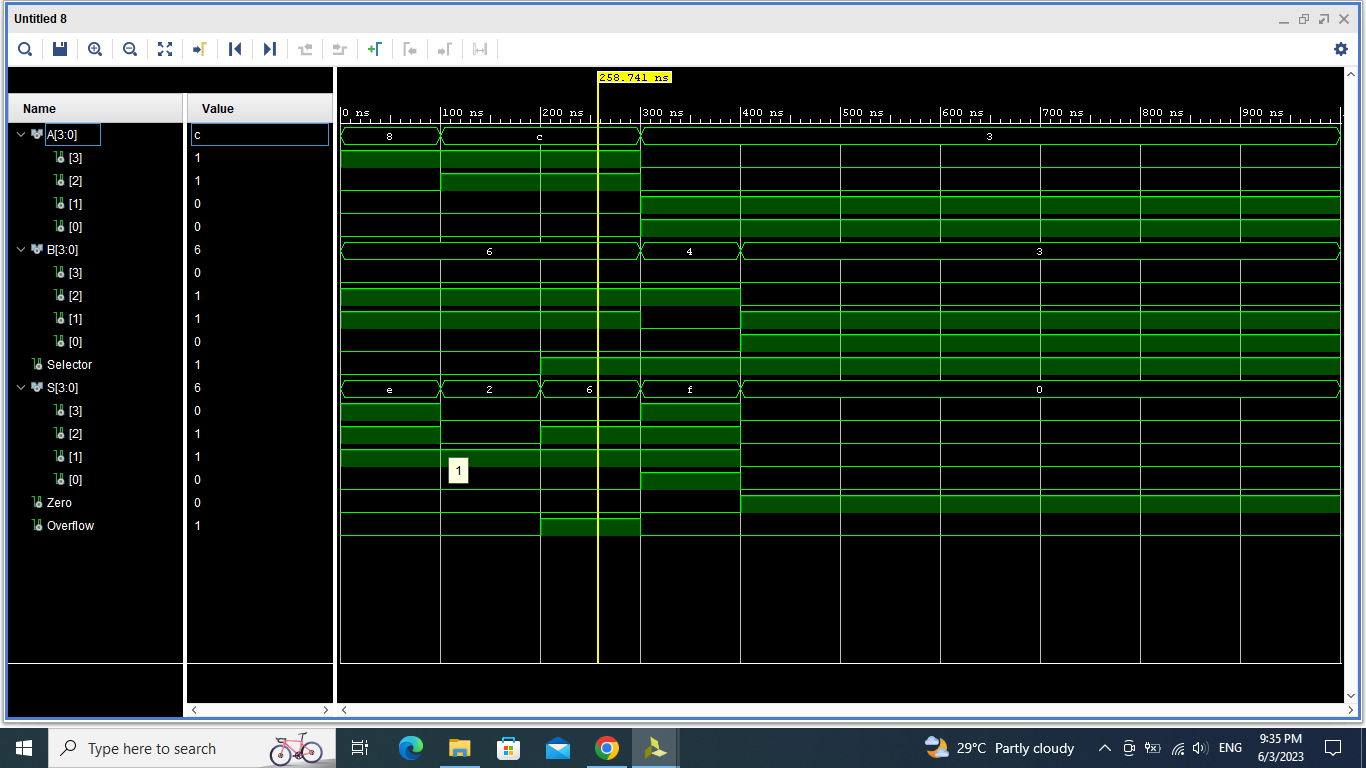 Untitled 8
258.741 ns
Name Value
0 ns 100 ns 200 ns 300 ns 400 ns 500 ns 600 ns 700 ns 800 ns 900 ns 1
A[3:0] c 8 c 3
[3] 1
[2] 1
[1] 0
[0] 0
B[3:0] 6 6 4 3
[3] 0
[2] 1
[1] 1
[0] 0
Selector 1
S[3:0] 6 e 2 6 f 0
[3] 0
[2] 1
[1] 1
1
[0] 0
Zero 0
Overflow 1
Type here to search 29°C Partly cloudy ENG 9:35 PM
6/3/2023